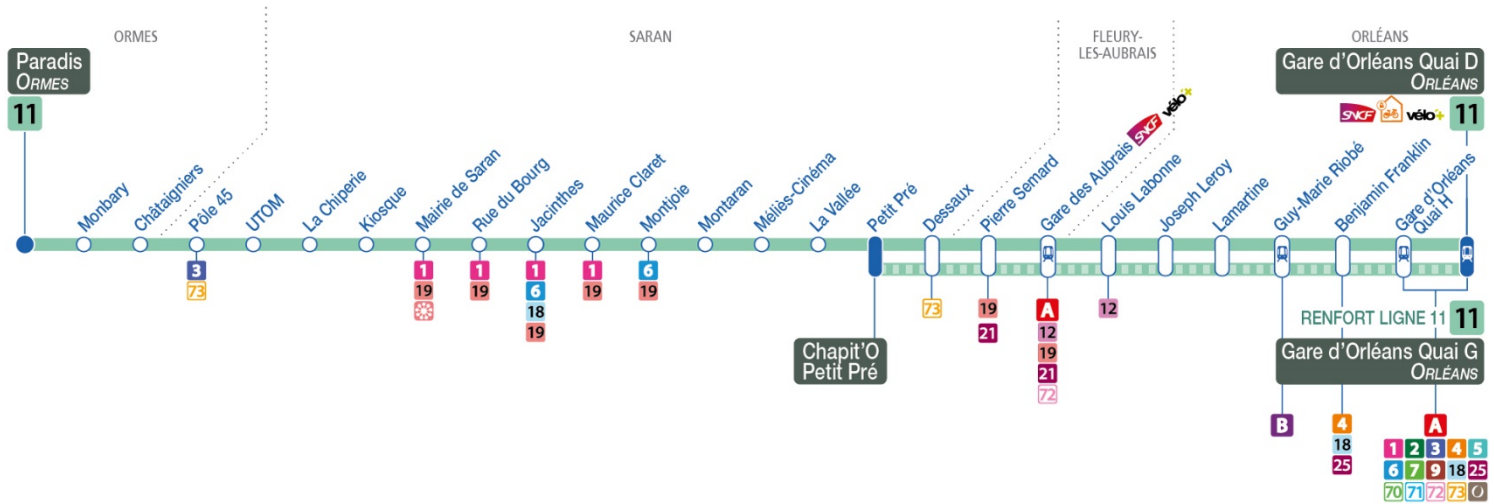 ORMES
SARAN
FLEURY-
LES-AUBRAIS
ORLÉANS
Paradis
ORMES
11
Gare d'Orléans Quai D
ORLÉANS
SNCF
vélo+
11
SNCF
vélo+
Monbary
Châtaigniers
Pôle 45
UTOM
La Chiperie
Kiosque
Mairie de Saran
Rue du Bourg
Jacinthes
Maurice Claret
Montjoie
Montaran
Méliès-Cinéma
La Vallée
Petit Pré
Dessaux
Pierre Semard
Gare des Aubrais
Louis Labonne
Joseph Leroy
Lamartine
Guy-Marie Riobé
Benjamin Franklin
Gare d'Orléans
Quai H
3
73
1
19
1
19
1
6
18
19
1
19
6
19
73
19
21
A
12
19
21
72
12
Chapit'O
Petit Pré
RENFORT LIGNE 11
11
Gare d'Orléans Quai G
ORLÉANS
B
4
18
25
A
1 2 3 4 5
6 7 9 18 25
70 71 72 73 O